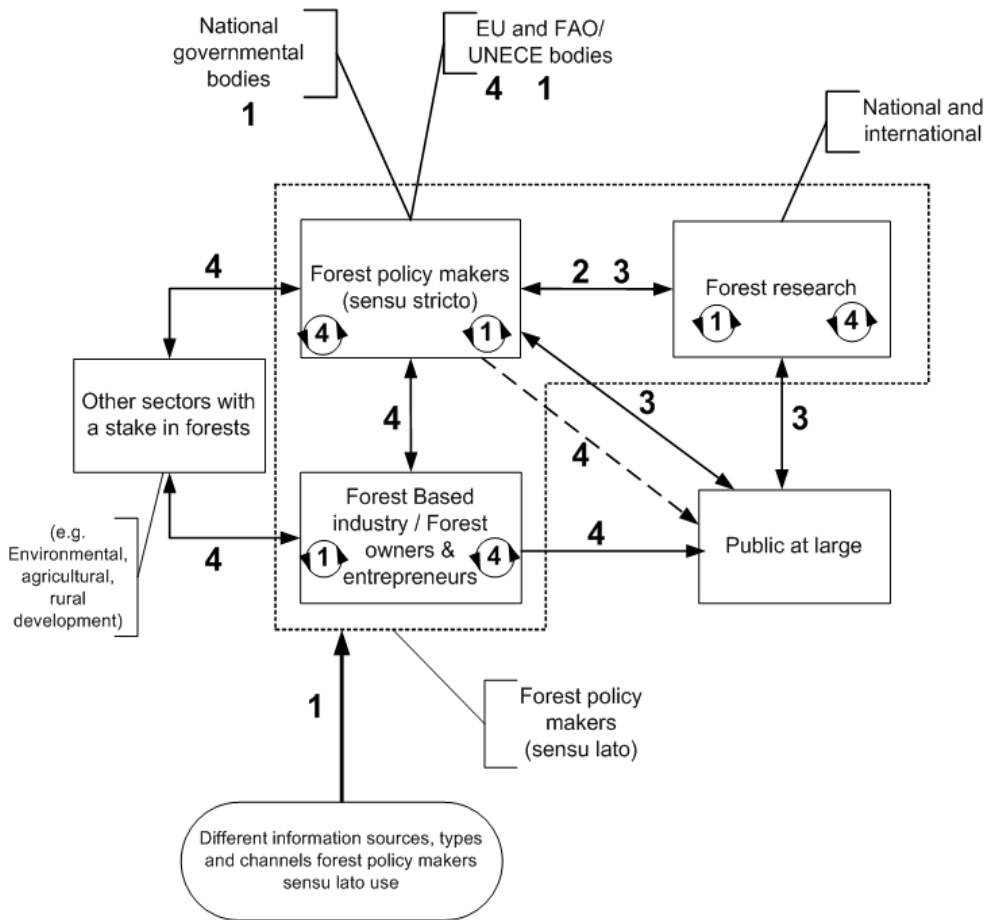 National
governmental
bodies
1
EU and FAO/
UNECE bodies
4 1
National and
international
Forest policy makers
(sensu stricto)
4 1
2 3
Forest research
1 4
4
Other sectors with
a stake in forests
4
3
3
4
(e.g.
Environmental,
agricultural,
rural
development)
4
Forest Based
industry / Forest
owners &
entrepreneurs
1 4
4
Public at large
1
Forest policy
makers
(sensu lato)
Different information sources, types
and channels forest policy makers
sensu lato use